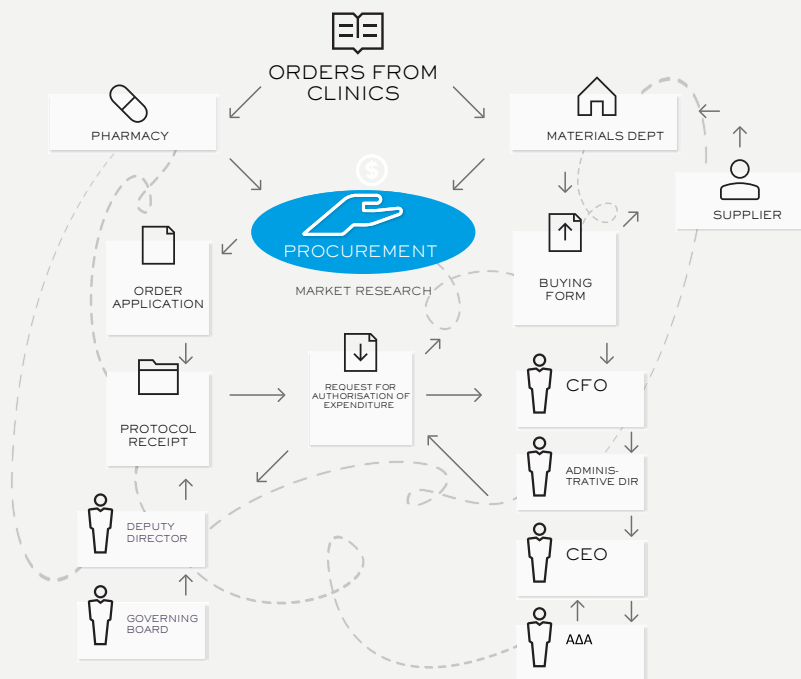 ORDERS FROM
CLINICS
PHARMACY
MATERIALS DEPT
$
SUPPLIER
PROCUREMENT
MARKET RESEARCH
ORDER
APPLICATION
BUYING
FORM
REQUEST FOR
AUTHORISATION OF
EXPENDITURE
CFO
PROTOCOL
RECEIPT
ADMINIS-
TRATIVE DIR
DEPUTY
DIRECTOR
CEO
GOVERNING
BOARD
ΑΔΑ